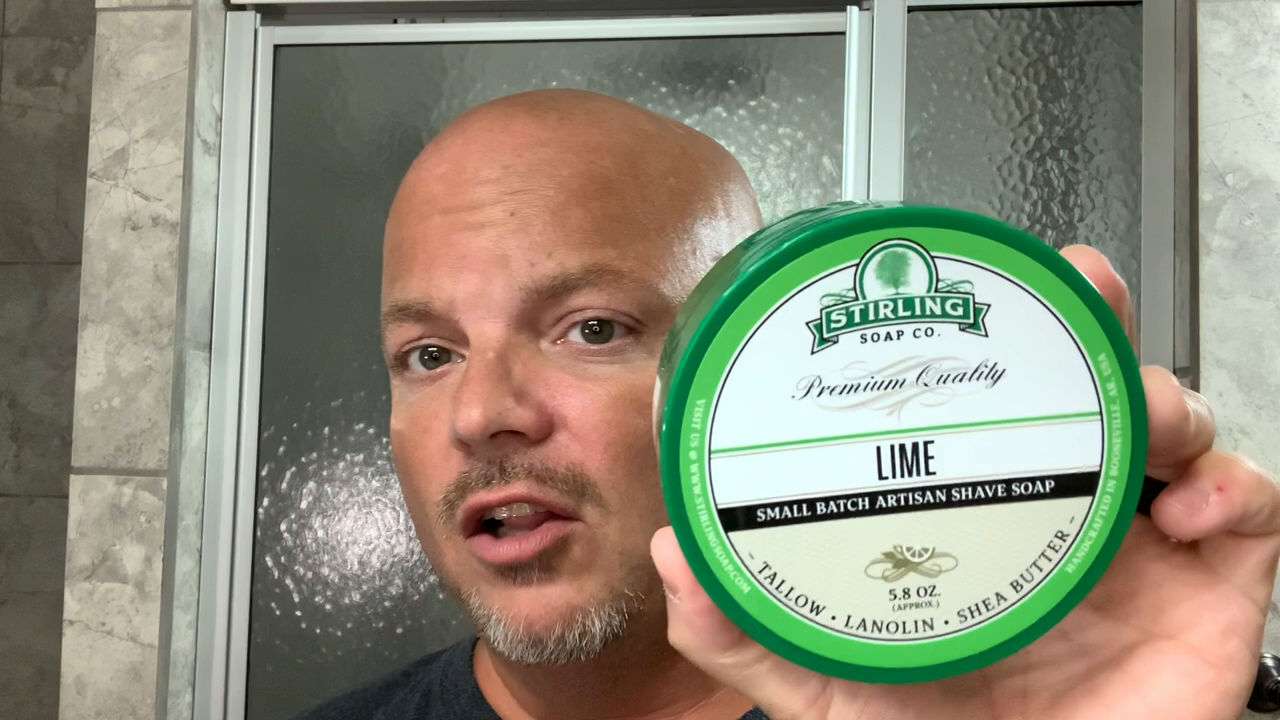 STIRLING
SOAP CO.
Premium Quality
LIME
SMALL BATCH ARTISAN SHAVE SOAP
5.8 OZ.
(APPROX.)
- TALLOW • LANOLIN • SHEA BUTTER -
VISIT US @ WWW.STIRLINGSOAP.COM
HANDCRAFTED IN BOONEVILLE, AR, USA